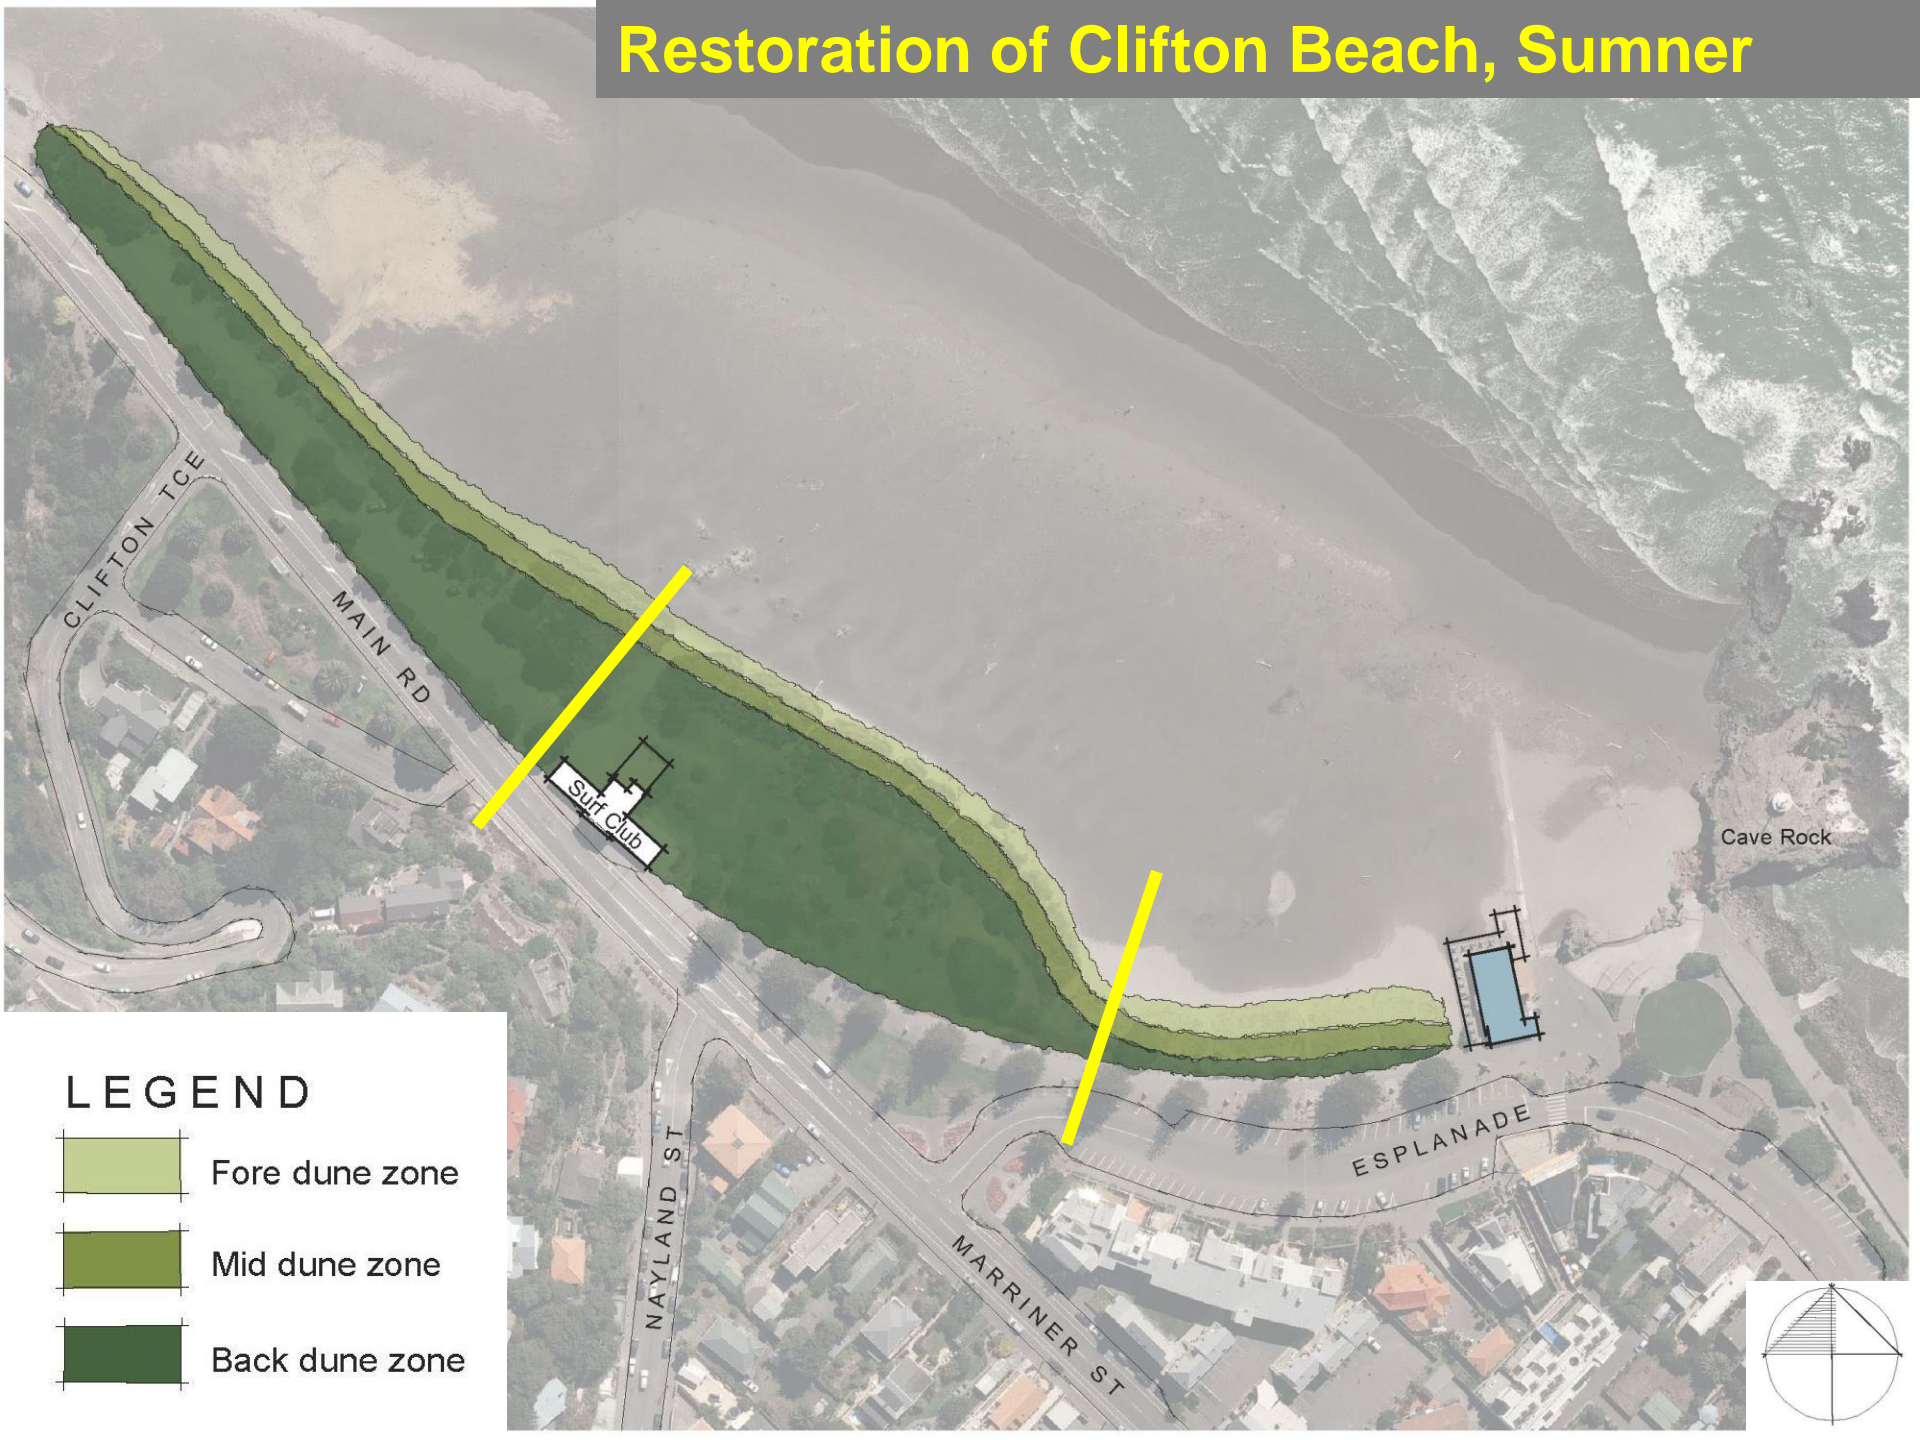 Restoration of Clifton Beach, Sumner
CLIFTON TCE
MAIN RD
Surf Club
Cave Rock
ESPLANADE
NAYLAND ST
MARRINER ST
LEGEND
Fore dune zone
Mid dune zone
Back dune zone